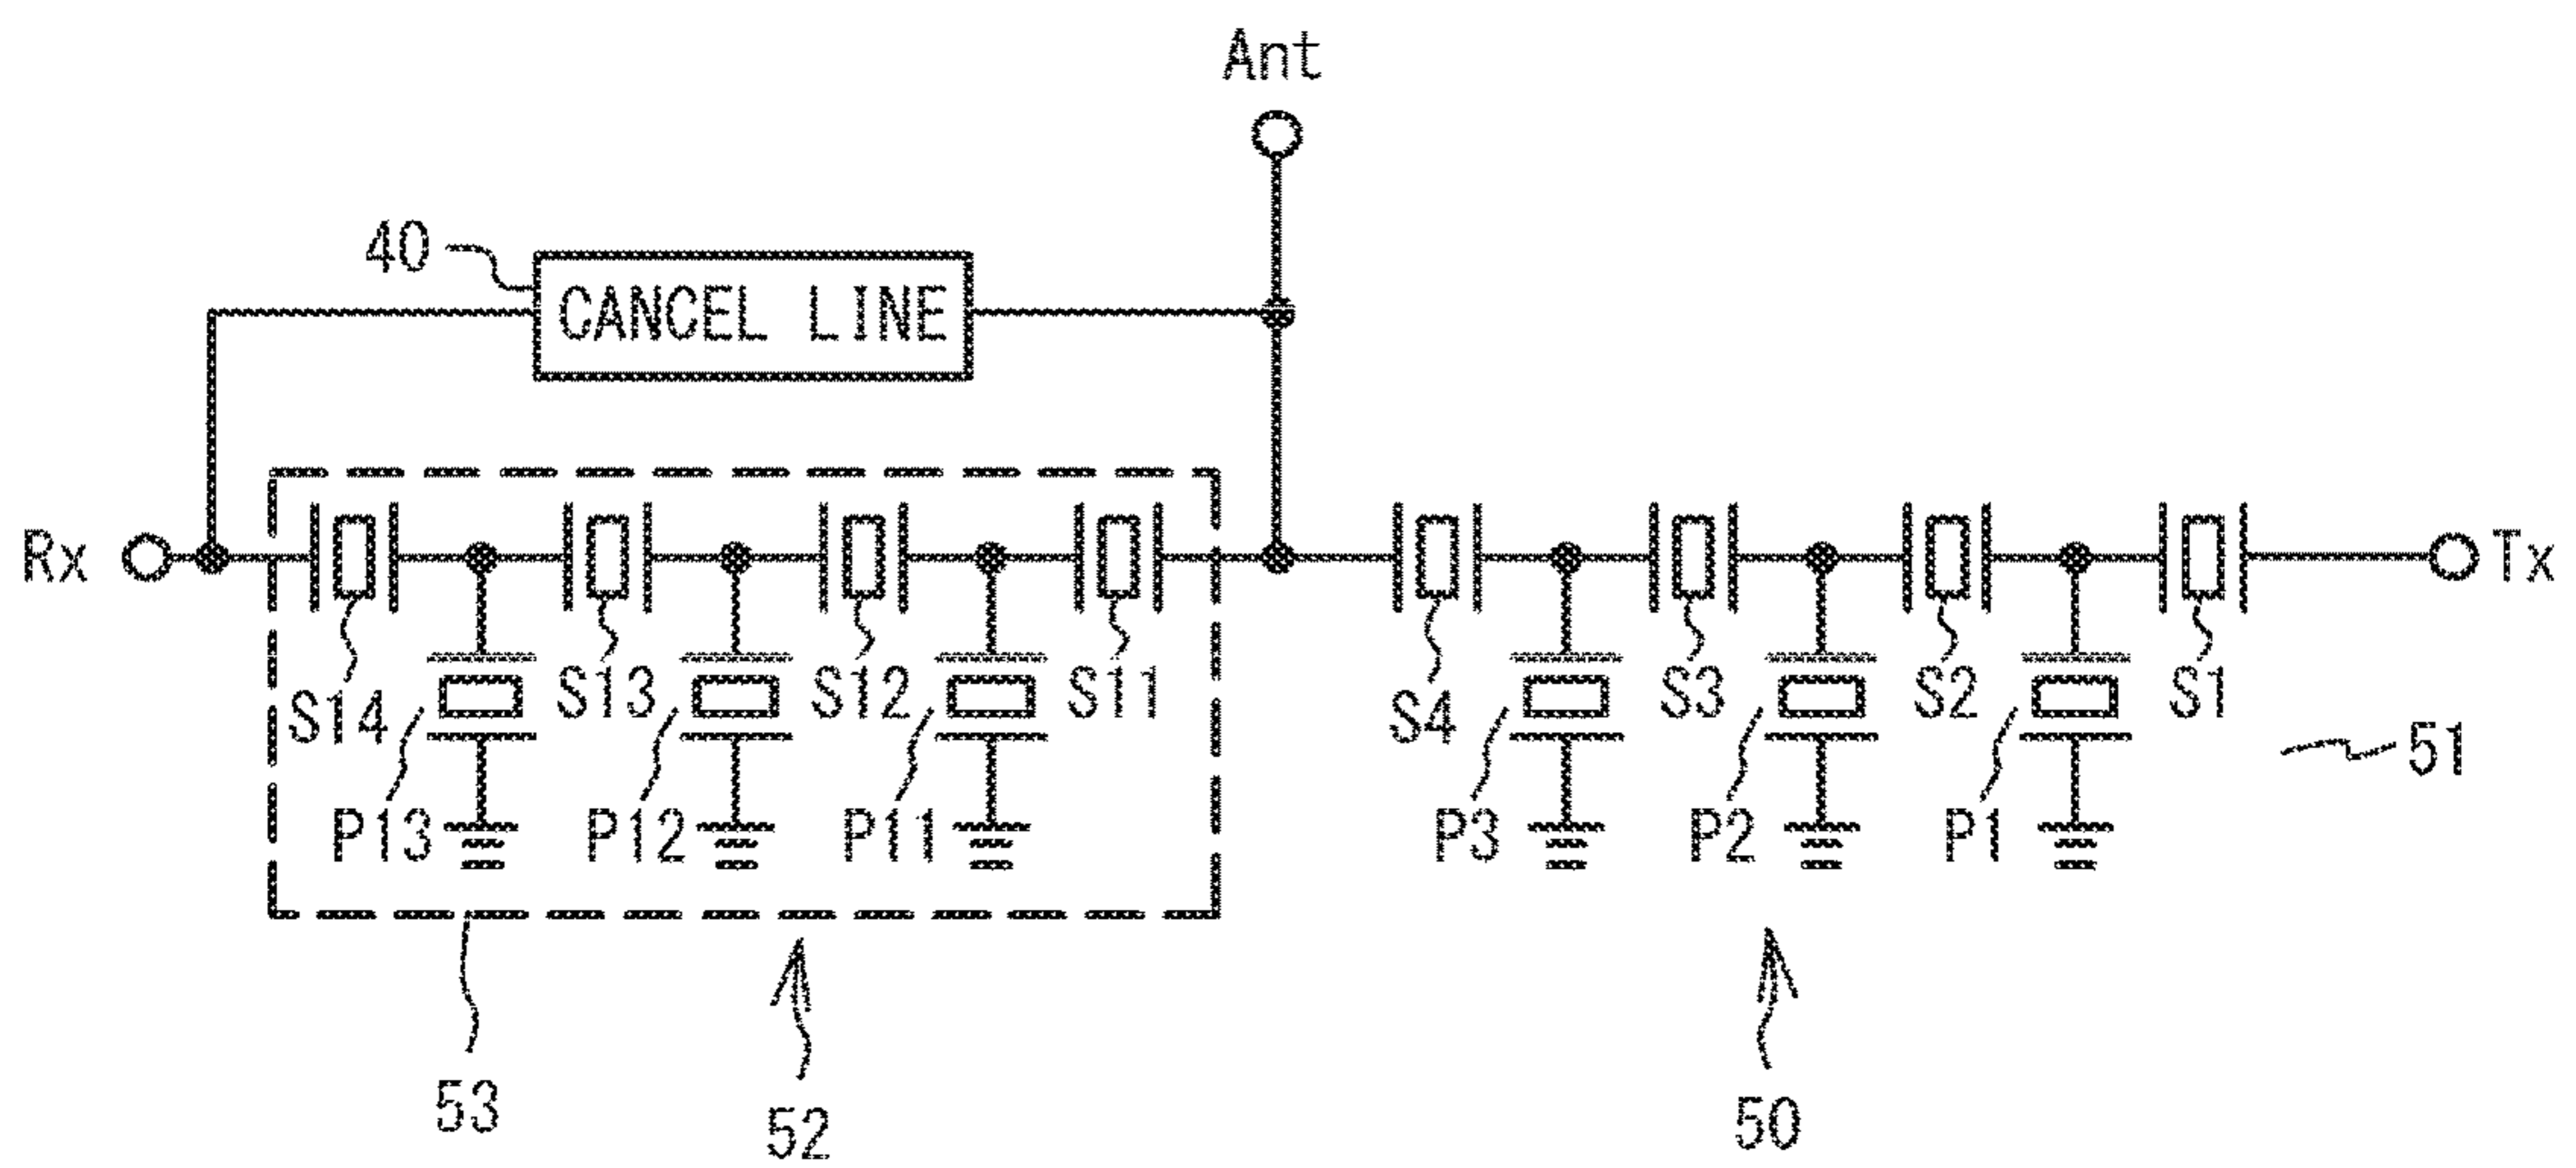 Ant
40
CANCEL LINE
Rx
Tx
S14
S13
S12
S11
S4
S3
S2
S1
51
P13
P12
P11
P3
P2
P1
53
52
50